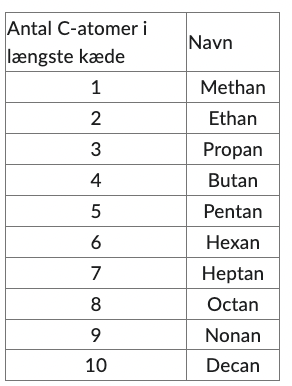 Antal C-atomer i
længste kæde
Navn
1 Methan
2 Ethan
3 Propan
4 Butan
5 Pentan
6 Hexan
7 Heptan
8 Octan
9 Nonan
10 Decan